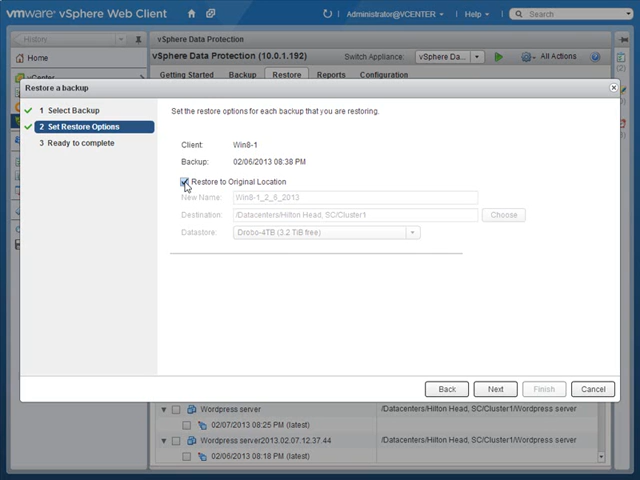 vmware vSphere Web Client
Administrator@VCENTER
Help
Search
History
vSphere Data Protection
Home
vSphere Data Protection (10.0.1.192)
Switch Appliance:
vSphere Da...
All Actions
vCenter
Getting Started
Backup
Restore
Reports
Configuration
(2)
Restore a backup
1 Select Backup
2 Set Restore Options
3 Ready to complete
Set the restore options for each backup that you are restoring.
Client:
Win8-1
Backup:
02/06/2013 08:38 PM
Restore to Original Location
New Name:
Win8-1_2_6_2013
Destination:
/Datacenters/Hilton Head, SC/Cluster1
Choose
Datastore:
Drobo-4TB (3.2 TiB free)
Back
Next
Finish
Cancel
Wordpress server
/Datacenters/Hilton Head, SC/Cluster1/Wordpress server
02/07/2013 08:25 PM (latest)
Wordpress server2013.02.07.12.37.44
/Datacenters/Hilton Head, SC/Cluster1/Wordpress server
02/06/2013 08:18 PM (latest)